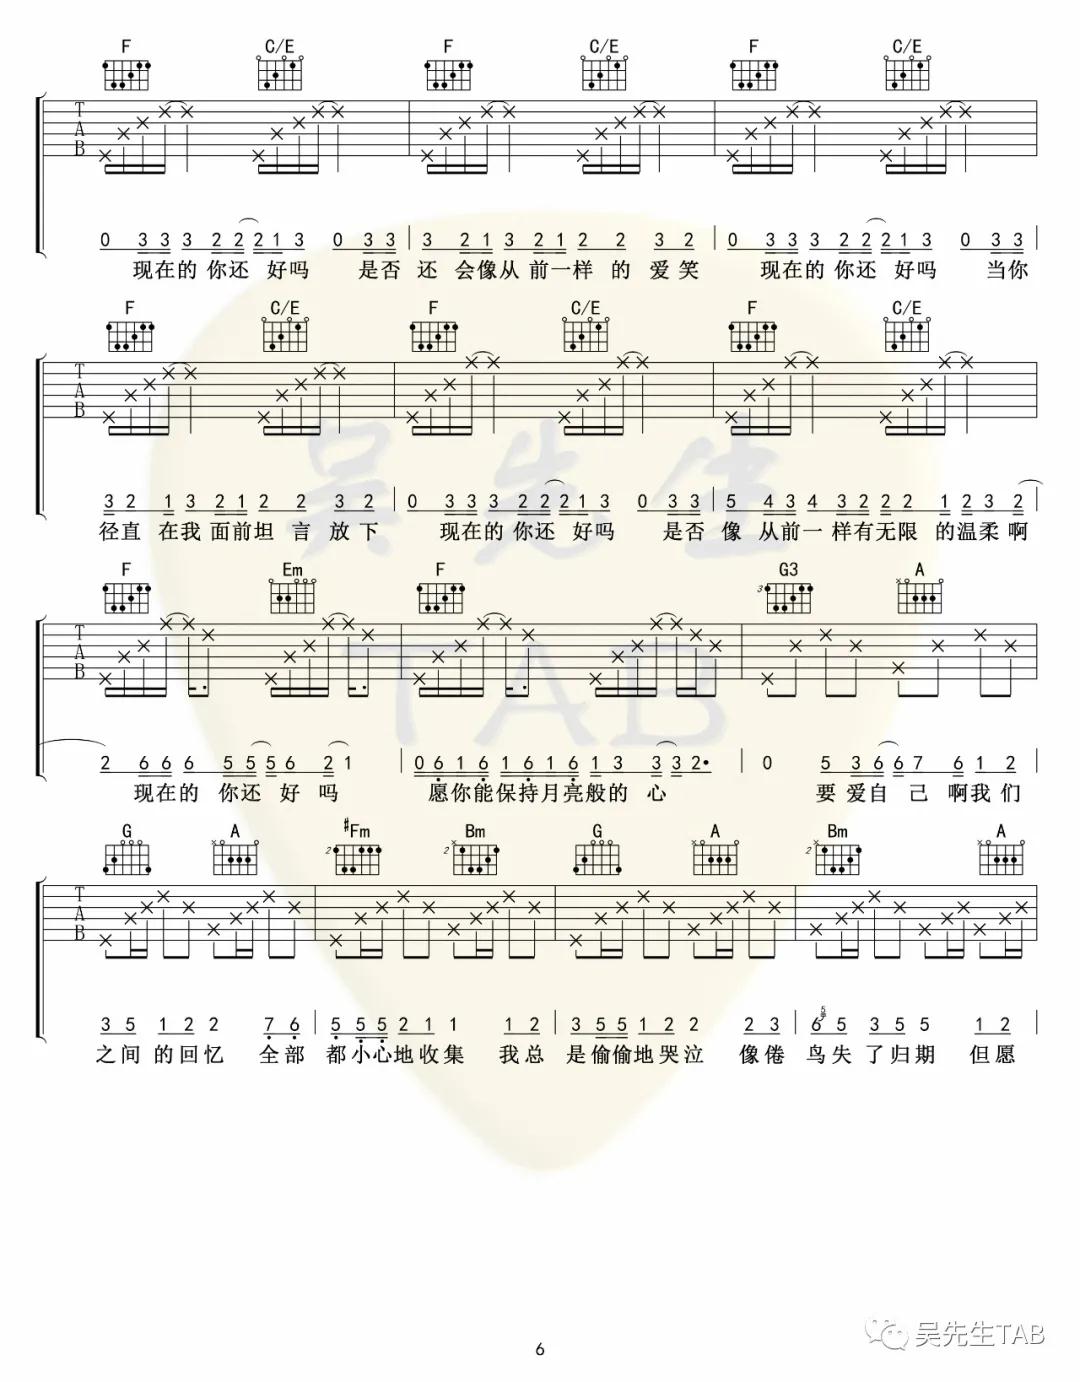 F C/E F C/E F C/E
T
A
B
0 3 3 3 2 2 2 1 3 0 3 3 3 2 1 3 2 1 2 2 3 2 0 3 3 3 2 2 2 1 3 0 3 3
现在的你还 好吗 是否 还 会像从 前一样 的 爱笑 现在的你还 好吗 当你
F C/E F C/E F C/E
T
A
B
3 2 1 3 2 1 2 2 3 2 0 3 3 3 2 2 2 1 3 0 3 3 5 4 3 4 3 2 2 2 1 2 3 2
径直 在我 面前坦 言 放下 现在的你还 好吗 是否 像 从前一样有无限 的温柔啊
F Em F G3 A
3
T
A
B
2 6 6 6 5 5 5 6 2 1 0 6 1 6 1 6 1 6 1 3 3 3 2• 0 5 3 6 6 7 6 1 2
现在的 你还 好 吗 愿你能保持月亮般的 心 要 爱自 己 啊我们
G A #Fm Bm G A Bm A
2 2 2
T
A
B
3 5 1 2 2 7 6 5 5 5 2 1 1 1 2 3 5 5 1 2 2 2 3 6 5 3 5 5 1 2
之间 的回忆 全部 都小心地收集 我总 是偷偷地哭泣 像倦 鸟失 了归期 但愿
吴先生
TAB
吴先生TAB
6